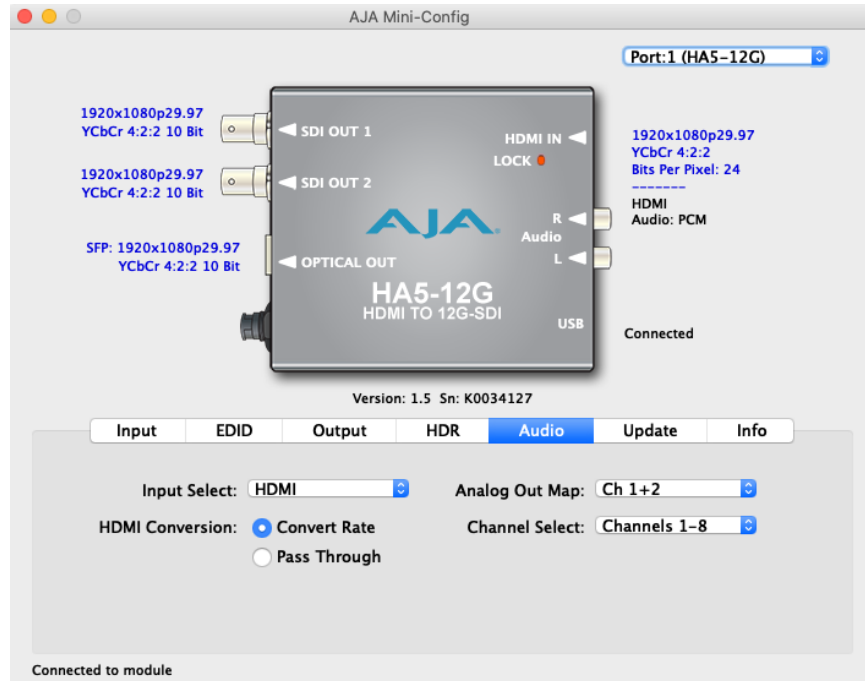 AJA Mini-Config
Port:1 (HA5-12G)
1920x1080p29.97
YCbCr 4:2:2 10 Bit
SDI OUT 1
HDMI IN
LOCK
1920x1080p29.97
YCbCr 4:2:2
Bits Per Pixel: 24
-------
HDMI
Audio: PCM
1920x1080p29.97
YCbCr 4:2:2 10 Bit
SDI OUT 2
AJA
R
Audio
L
SFP: 1920x1080p29.97
YCbCr 4:2:2 10 Bit
OPTICAL OUT
HA5-12G
HDMI TO 12G-SDI
USB
Connected
Version: 1.5 Sn: K0034127
Input EDID Output HDR Audio Update Info
Input Select: HDMI Analog Out Map: Ch 1+2
HDMI Conversion: Convert Rate Channel Select: Channels 1-8
Pass Through
Connected to module